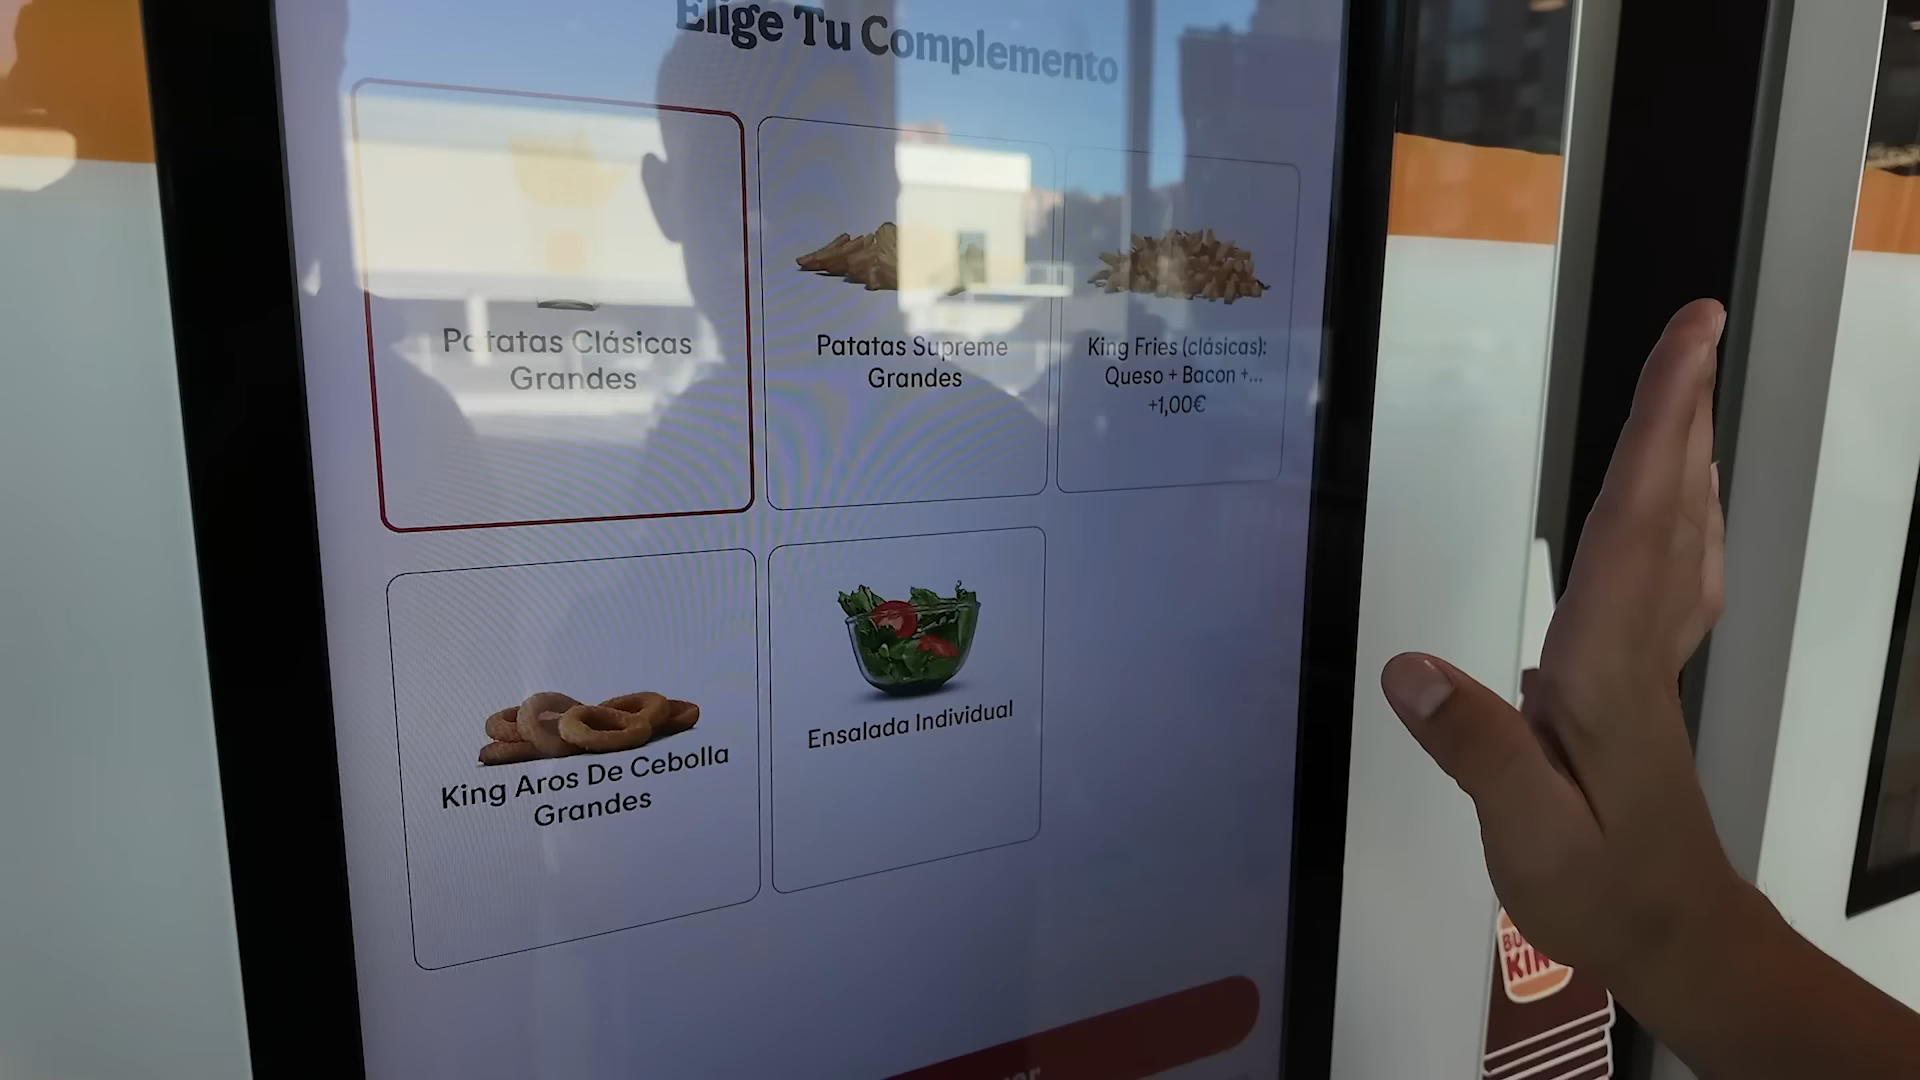 Elige Tu Complemento
Patatas Clásicas
Grandes
Patatas Supreme
Grandes
King Fries (clásicas):
Queso + Bacon +...
+1,00€
King Aros De Cebolla
Grandes
Ensalada Individual